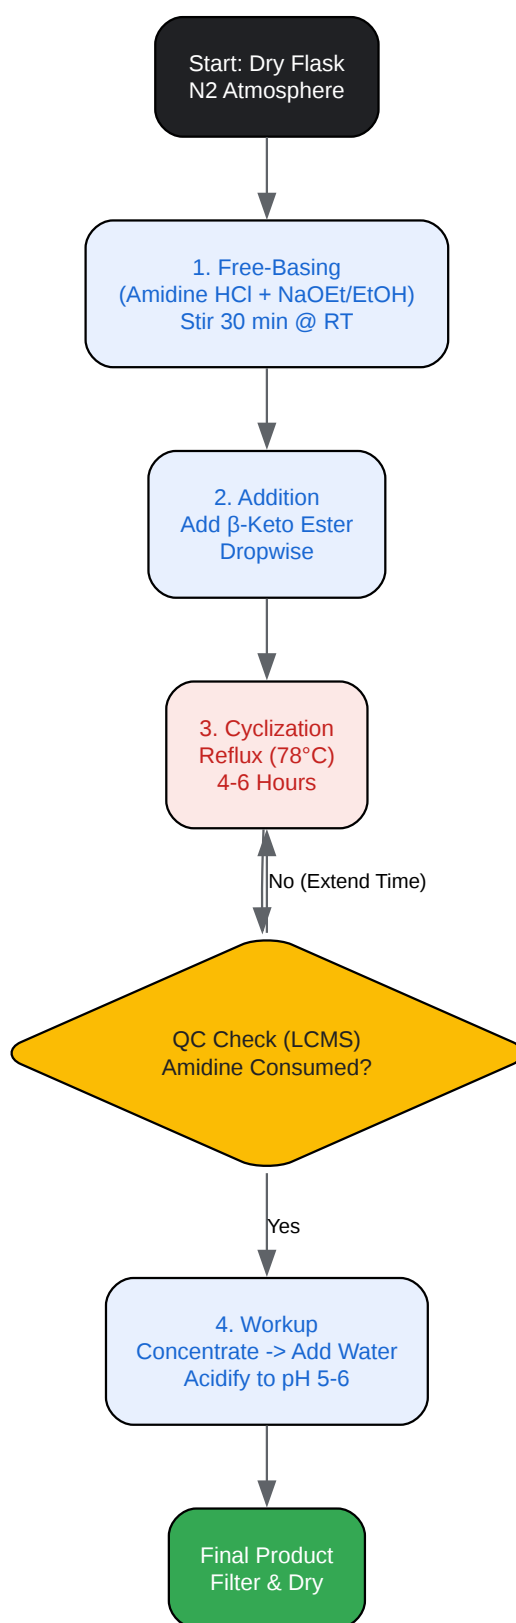 Start: Dry Flask
N2 Atmosphere
1. Free-Basing
(Amidine HCl + NaOEt/EtOH)
Stir 30 min @ RT
2. Addition
Add β-Keto Ester
Dropwise
3. Cyclization
Reflux (78°C)
4-6 Hours
No (Extend Time)
QC Check (LCMS)
Amidine Consumed?
Yes
4. Workup
Concentrate -> Add Water
Acidify to pH 5-6
Final Product
Filter & Dry